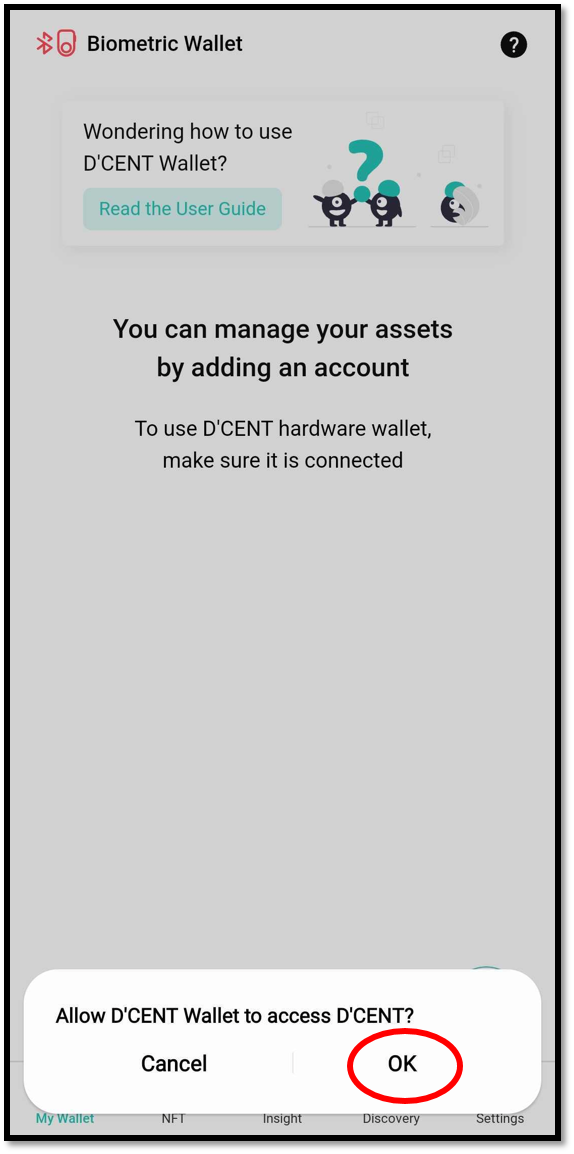 Biometric Wallet
?
Wondering how to use
D'CENT Wallet?
Read the User Guide
?
You can manage your assets
by adding an account
To use D'CENT hardware wallet,
make sure it is connected
Allow D'CENT Wallet to access D'CENT?
Cancel
OK
My Wallet
NFT
Insight
Discovery
Settings